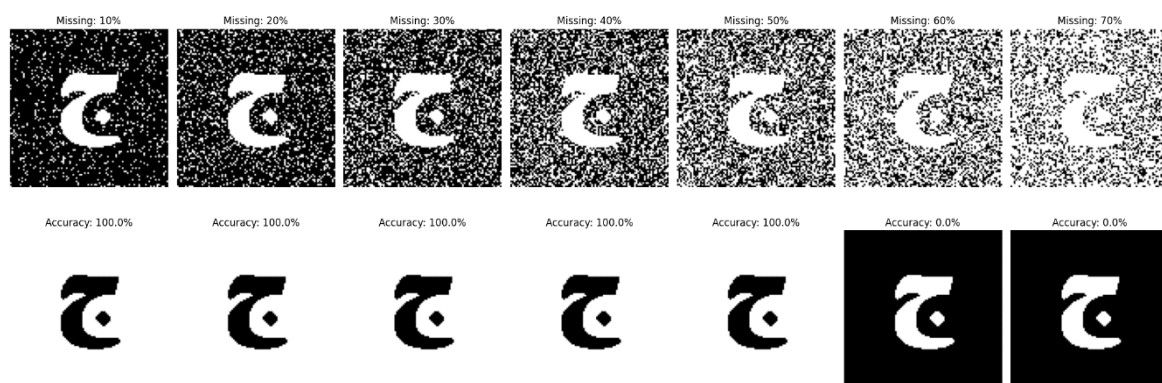 Missing: 10% Missing: 20% Missing: 30% Missing: 40% Missing: 50% Missing: 60% Missing: 70%
ج ج ج ج ج ج ج
Accuracy: 100.0% Accuracy: 100.0% Accuracy: 100.0% Accuracy: 100.0% Accuracy: 100.0% Accuracy: 0.0% Accuracy: 0.0%
ج ج ج ج ج ج ج